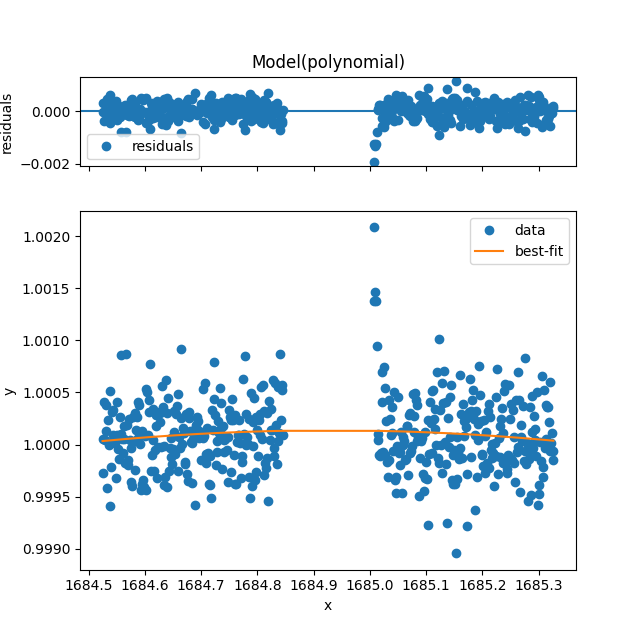 Model(polynomial)
residuals
0.000
−0.002
residuals
y
1.0020
1.0015
1.0010
1.0005
1.0000
0.9995
0.9990
data
best-fit
1684.5 1684.6 1684.7 1684.8 1684.9 1685.0 1685.1 1685.2 1685.3
x